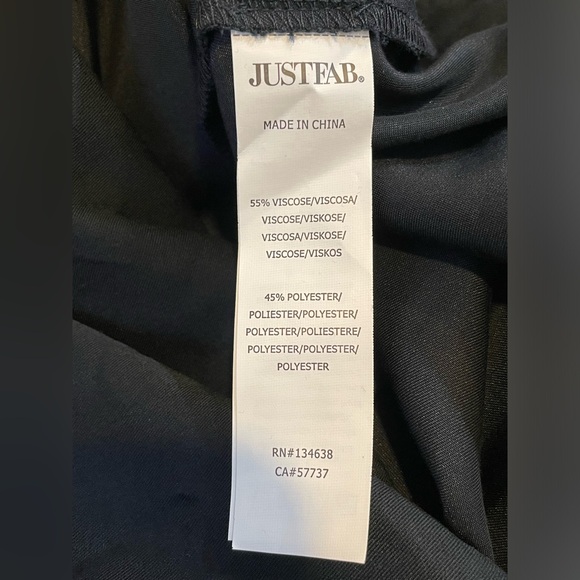 JUSTFAB®
MADE IN CHINA
55% VISCOSE/VISCOSA/
VISCOSE/VISKOSE/
VISCOSA/VISKOSE/
VISCOSE/VISKOS
45% POLYESTER/
POLIESTER/POLYESTER/
POLYESTER/POLIESTERE/
POLYESTER/POLYESTER/
POLYESTER
RN#134638
CA#57737